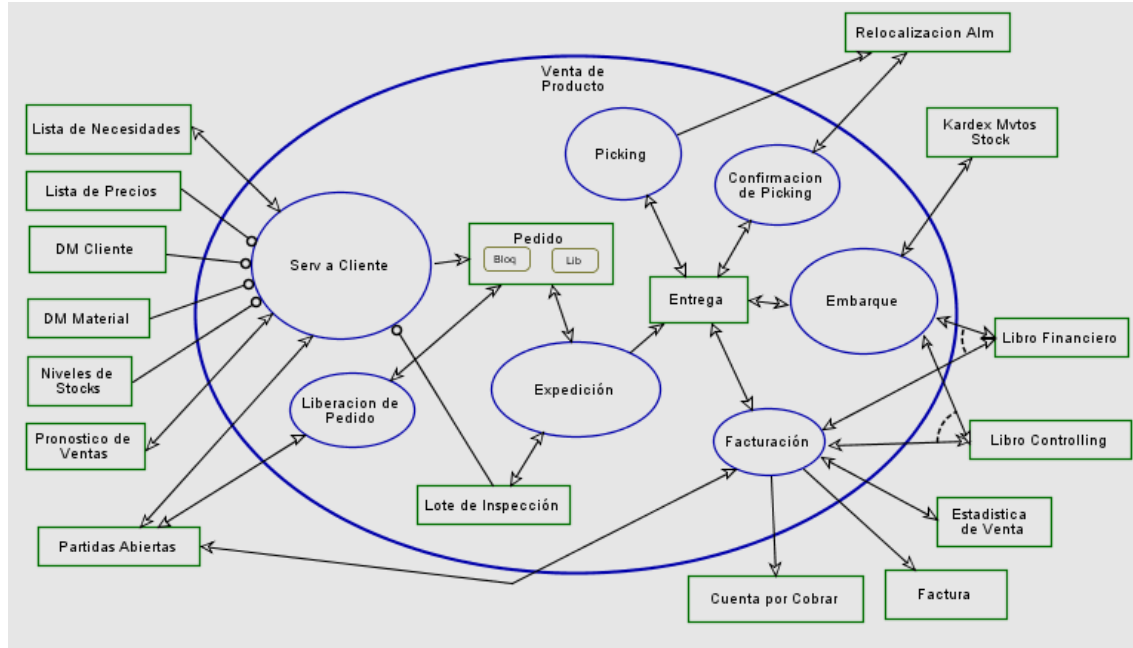 Relocalizacion Alm
Venta de
Producto
Lista de Necesidades
Picking
Kardex Mvtos
Stock
Lista de Precios
Confirmacion
de Picking
DM Cliente
Serv a Cliente
Pedido
Bloq
Lib
Entrega
Embarque
DM Material
Libro Financiero
Niveles de
Stocks
Expedición
Liberacion de
Pedido
Pronostico de
Ventas
Facturación
Libro Controlling
Lote de Inspección
Estadistica
de Venta
Partidas Abiertas
Cuenta por Cobrar
Factura